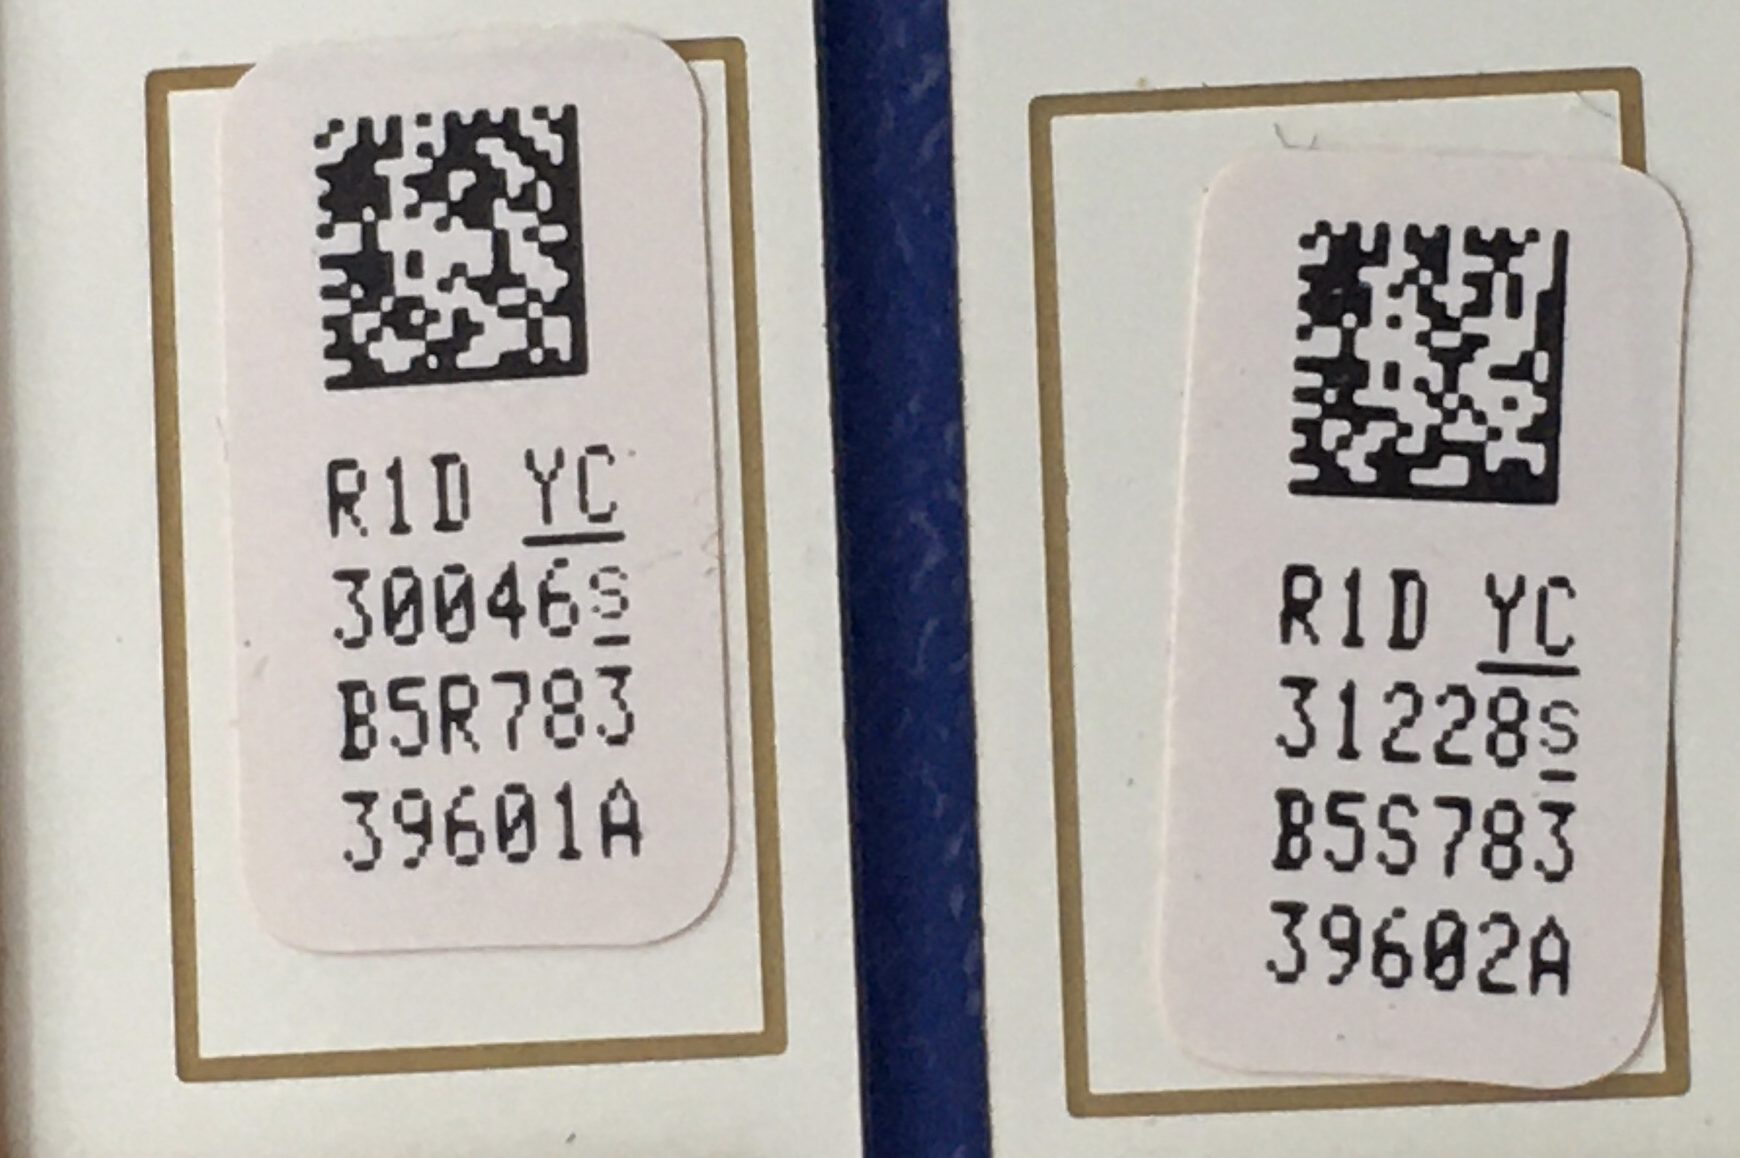 R1D YC
30046s
B5R783
39601A
R1D YC
31228s
B5S783
39602A